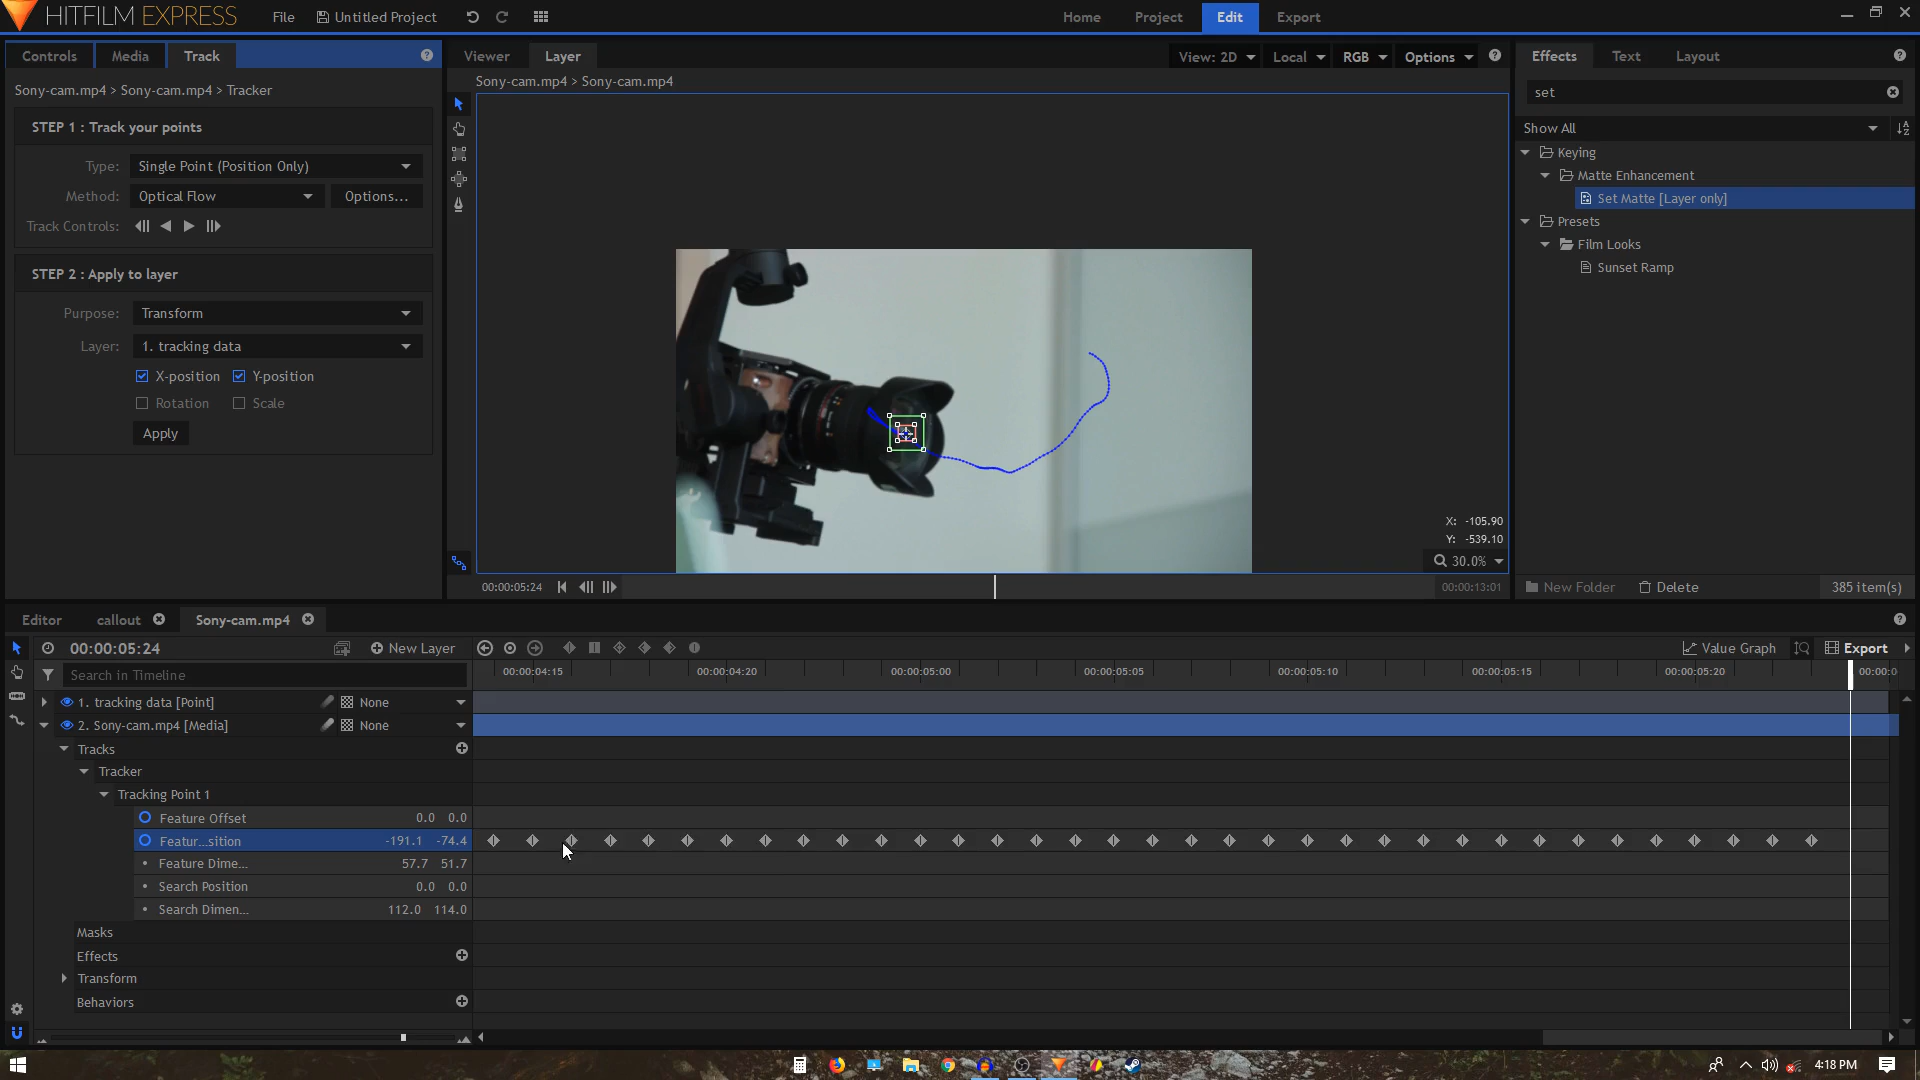 HITFILM EXPRESS
File
Untitled Project
Home
Project
Edit
Export
Controls
Media
Track
Sony-cam.mp4 > Sony-cam.mp4 > Tracker
STEP 1 : Track your points
Type:
Single Point (Position Only)
Method:
Optical Flow
Options...
Track Controls:
STEP 2 : Apply to layer
Purpose:
Transform
Layer:
1. tracking data
X-position
Y-position
Rotation
Scale
Apply
Viewer
Layer
View: 2D
Local
RGB
Options
Sony-cam.mp4 > Sony-cam.mp4
X: -105.90
Y: -539.10
30.0%
00:00:05:24
00:00:13:01
Effects
Text
Layout
set
Show All
Keying
Matte Enhancement
Set Matte [Layer only]
Presets
Film Looks
Sunset Ramp
New Folder
Delete
385 item(s)
Editor
callout
Sony-cam.mp4
00:00:05:24
New Layer
Value Graph
Export
Search in Timeline
00:00:04:15
00:00:04:20
00:00:05:00
00:00:05:05
00:00:05:10
00:00:05:15
00:00:05:20
00:00:0
1. tracking data [Point]
None
2. Sony-cam.mp4 [Media]
None
Tracks
Tracker
Tracking Point 1
Feature Offset 0.0 0.0
Featur...sition -191.1 -74.4
Feature Dime... 57.7 51.7
Search Position 0.0 0.0
Search Dimen... 112.0 114.0
Masks
Effects
Transform
Behaviors
4:18 PM